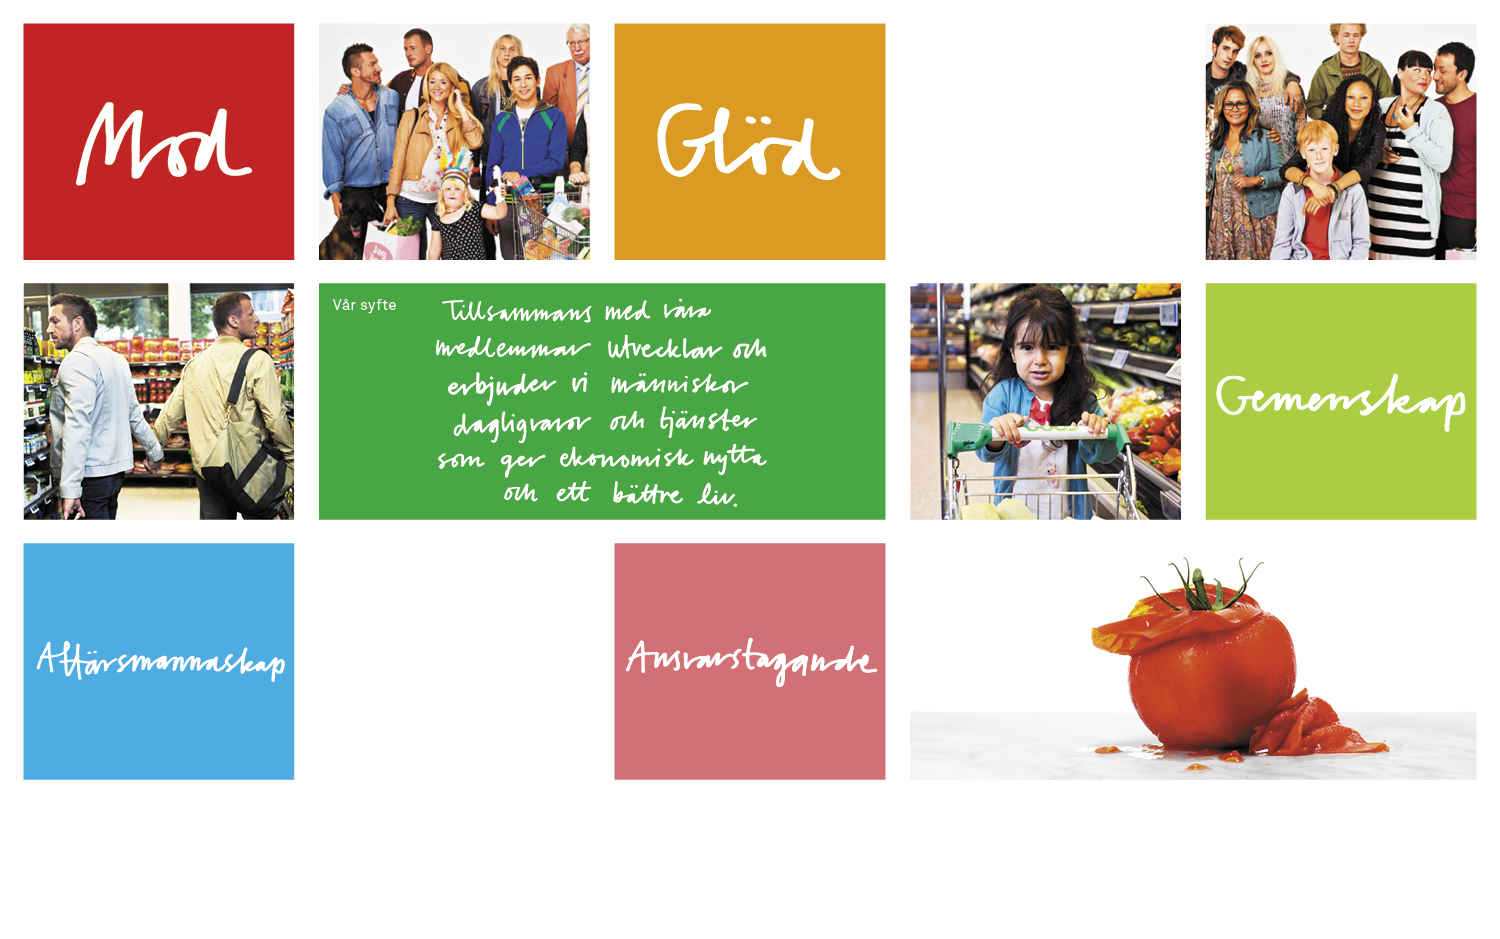 Mod
Glöd
Vår syfte
Tillsammans med våra
medlemmar utvecklar och
erbjuder vi människor
dagligvaror och tjänster
som ger ekonomisk nytta
och ett bättre liv.
Gemenskap
Affärsmannaskap
Ansvarstagande